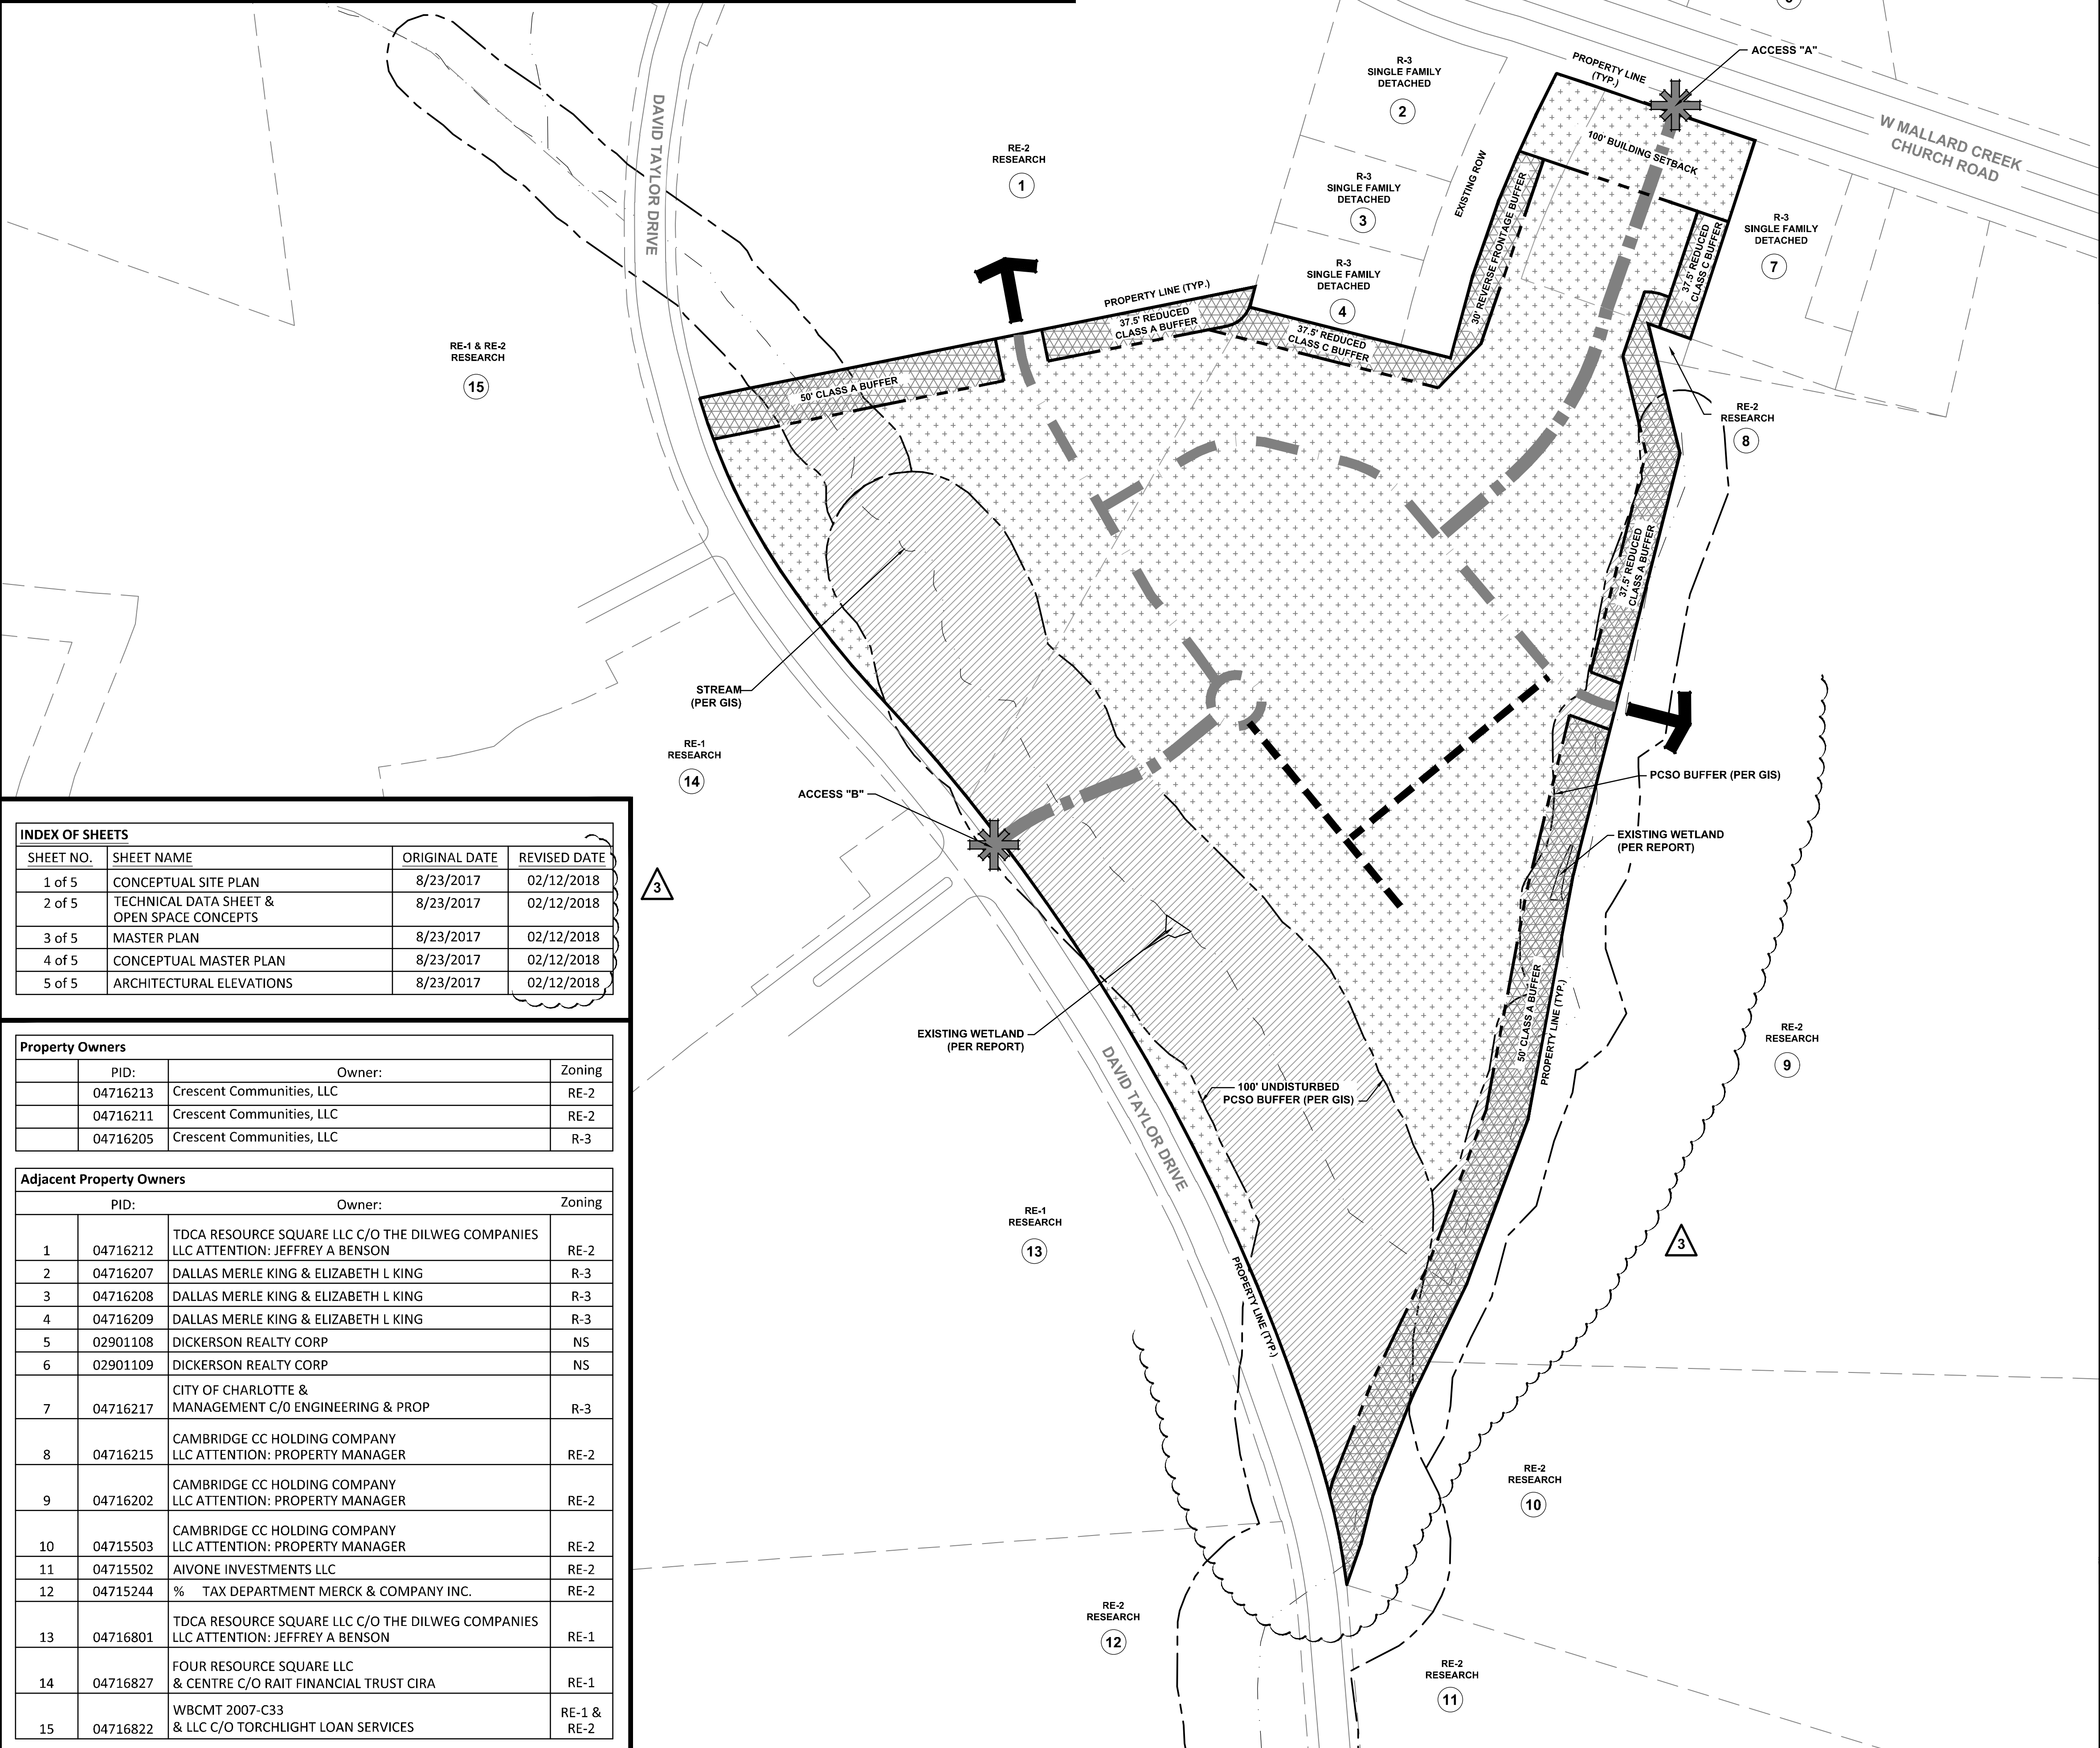 ACCESS "A"
PROPERTY LINE
(TYP.)
R-3
SINGLE FAMILY
DETACHED
2
W MALLARD CREEK
CHURCH ROAD
100' BUILDING SETBACK
DAVID TAYLOR DRIVE
RE-2
RESEARCH
1
R-3
SINGLE FAMILY
DETACHED
3
EXISTING ROW
30' REVERSE FRONTAGE BUFFER
R-3
SINGLE FAMILY
DETACHED
7
37.5' REDUCED
CLASS C BUFFER
R-3
SINGLE FAMILY
DETACHED
4
PROPERTY LINE (TYP.)
37.5' REDUCED
CLASS A BUFFER
37.5' REDUCED
CLASS C BUFFER
RE-1 & RE-2
RESEARCH
15
50' CLASS A BUFFER
RE-2
RESEARCH
8
37.5' REDUCED
CLASS A BUFFER
STREAM
(PER GIS)
RE-1
RESEARCH
14
ACCESS "B"
PCSO BUFFER (PER GIS)
EXISTING WETLAND
(PER REPORT)
3
EXISTING WETLAND
(PER REPORT)
50' CLASS A BUFFER
PROPERTY LINE (TYP.)
RE-2
RESEARCH
9
DAVID TAYLOR DRIVE
100' UNDISTURBED
PCSO BUFFER (PER GIS)
RE-1
RESEARCH
13
PROPERTY LINE (TYP.)
3
RE-2
RESEARCH
10
RE-2
RESEARCH
12
RE-2
RESEARCH
11
INDEX OF SHEETS
SHEET NO. SHEET NAME ORIGINAL DATE REVISED DATE
1 of 5 CONCEPTUAL SITE PLAN 8/23/2017 02/12/2018
2 of 5 TECHNICAL DATA SHEET & 8/23/2017 02/12/2018
OPEN SPACE CONCEPTS
3 of 5 MASTER PLAN 8/23/2017 02/12/2018
4 of 5 CONCEPTUAL MASTER PLAN 8/23/2017 02/12/2018
5 of 5 ARCHITECTURAL ELEVATIONS 8/23/2017 02/12/2018
Property Owners
PID: Owner: Zoning
04716213 Crescent Communities, LLC RE-2
04716211 Crescent Communities, LLC RE-2
04716205 Crescent Communities, LLC R-3
Adjacent Property Owners
PID: Owner: Zoning
TDCA RESOURCE SQUARE LLC C/O THE DILWEG COMPANIES
1 04716212 LLC ATTENTION: JEFFREY A BENSON RE-2
2 04716207 DALLAS MERLE KING & ELIZABETH L KING R-3
3 04716208 DALLAS MERLE KING & ELIZABETH L KING R-3
4 04716209 DALLAS MERLE KING & ELIZABETH L KING R-3
5 02901108 DICKERSON REALTY CORP NS
6 02901109 DICKERSON REALTY CORP NS
CITY OF CHARLOTTE &
7 04716217 MANAGEMENT C/0 ENGINEERING & PROP R-3
CAMBRIDGE CC HOLDING COMPANY
8 04716215 LLC ATTENTION: PROPERTY MANAGER RE-2
CAMBRIDGE CC HOLDING COMPANY
9 04716202 LLC ATTENTION: PROPERTY MANAGER RE-2
CAMBRIDGE CC HOLDING COMPANY
10 04715503 LLC ATTENTION: PROPERTY MANAGER RE-2
11 04715502 AIVONE INVESTMENTS LLC RE-2
12 04715244 % TAX DEPARTMENT MERCK & COMPANY INC. RE-2
TDCA RESOURCE SQUARE LLC C/O THE DILWEG COMPANIES
13 04716801 LLC ATTENTION: JEFFREY A BENSON RE-1
FOUR RESOURCE SQUARE LLC
14 04716827 & CENTRE C/O RAIT FINANCIAL TRUST CIRA RE-1
WBCMT 2007-C33 RE-1 &
15 04716822 & LLC C/O TORCHLIGHT LOAN SERVICES RE-2